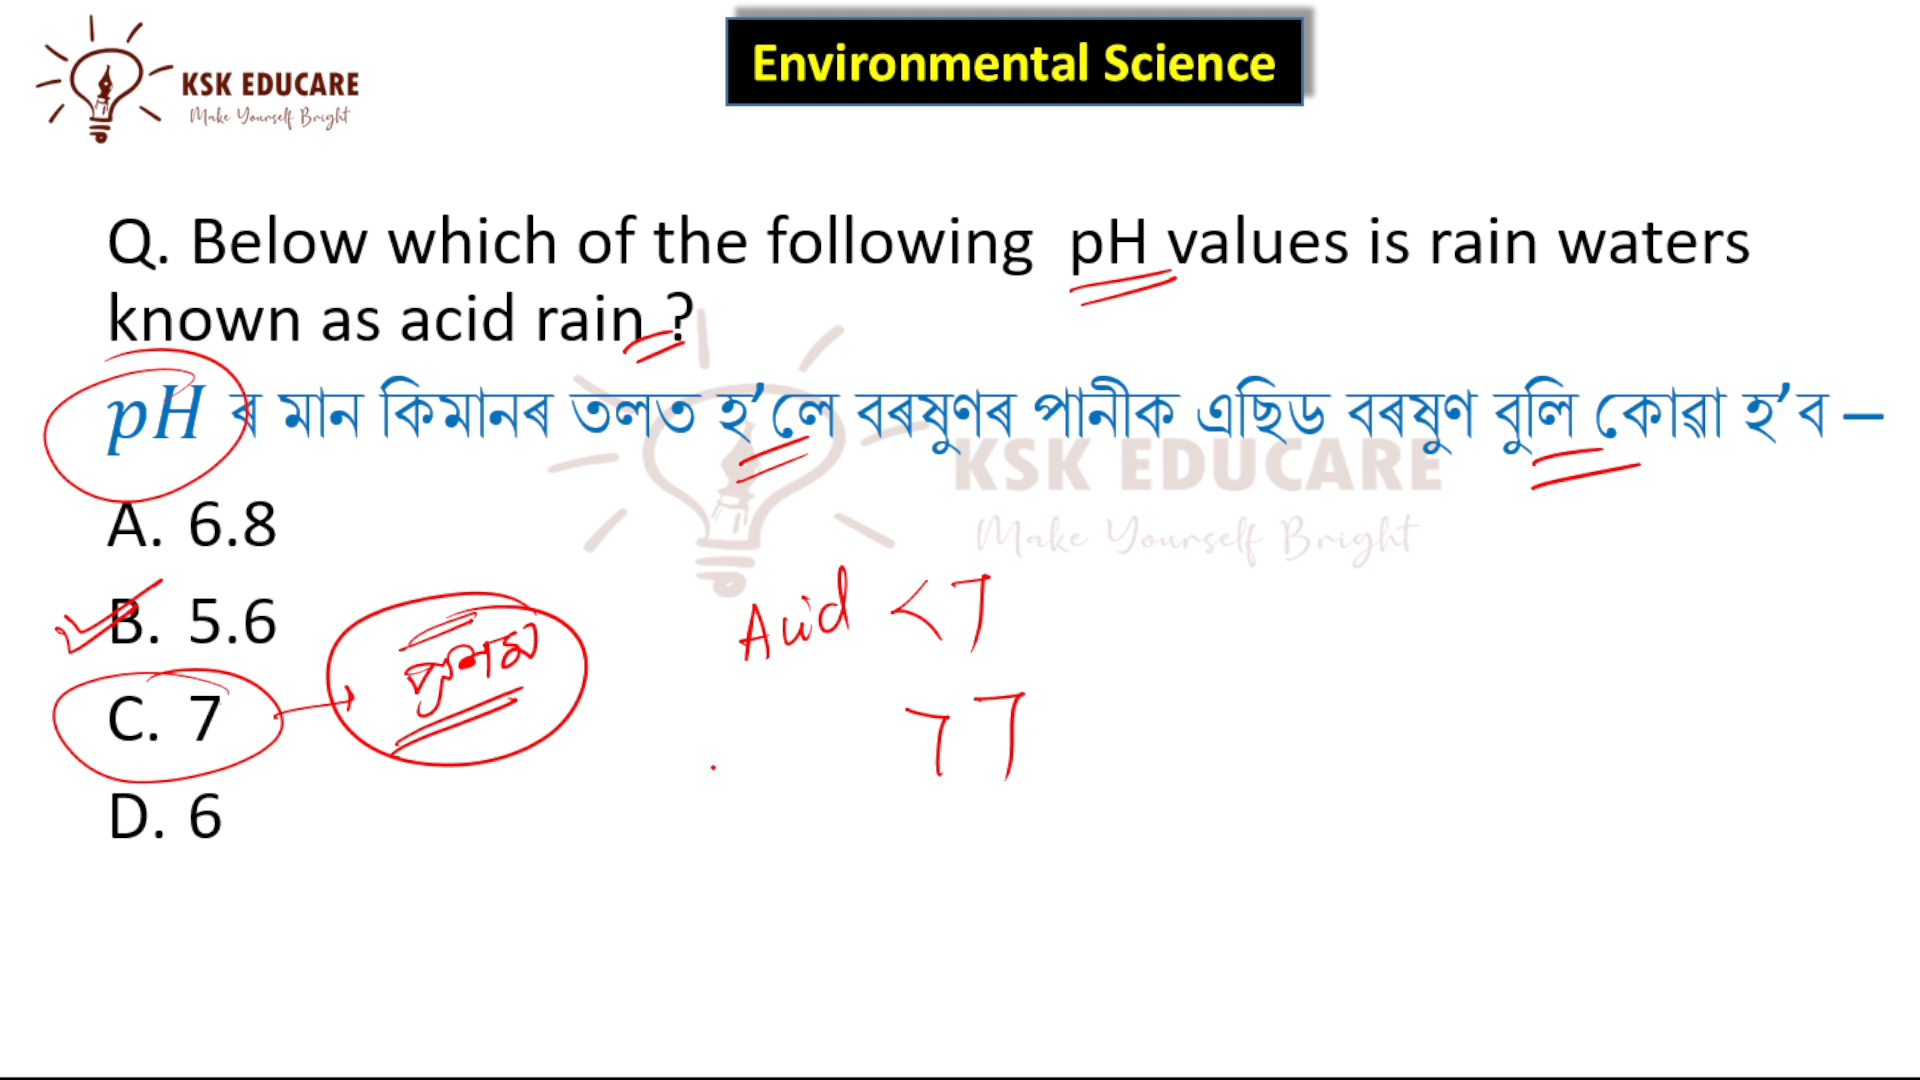 KSK EDUCARE
Make Yourself Bright
Environmental Science
Q. Below which of the following pH values is rain waters
known as acid rain ?
pH ৰ মান কিমানৰ তলত হ’লে বৰষুণৰ পানীক এছিড বৰষুণ বুলি কোৱা হ’ব –
KSK EDUCARE
Make Yourself Bright
A. 6.8
B. 5.6
C. 7
D. 6
Acid < 7
7 7